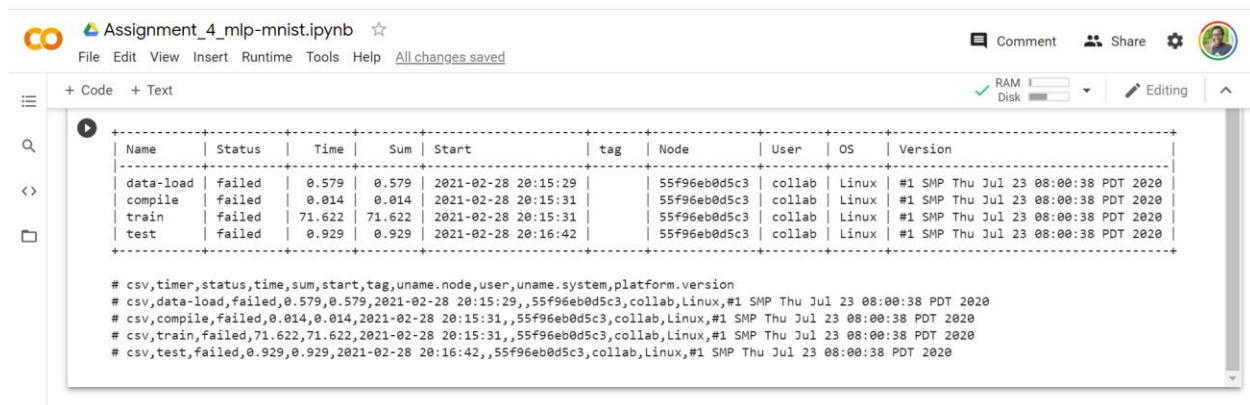 CO Assignment_4_mlp-mnist.ipynb
Comment Share
File Edit View Insert Runtime Tools Help All changes saved
+ Code + Text RAM Disk Editing
+-----------+----------+--------+--------+---------------------+-------+--------------+--------+-------+-------------------------------------+
| Name | Status | Time | Sum | Start | tag | Node | User | OS | Version |
|-----------+----------+--------+--------+---------------------+-------+--------------+--------+-------+-------------------------------------|
| data-load | failed | 0.579 | 0.579 | 2021-02-28 20:15:29 | | 55f96eb0d5c3 | collab | Linux | #1 SMP Thu Jul 23 08:00:38 PDT 2020 |
| compile | failed | 0.014 | 0.014 | 2021-02-28 20:15:31 | | 55f96eb0d5c3 | collab | Linux | #1 SMP Thu Jul 23 08:00:38 PDT 2020 |
| train | failed | 71.622 | 71.622 | 2021-02-28 20:15:31 | | 55f96eb0d5c3 | collab | Linux | #1 SMP Thu Jul 23 08:00:38 PDT 2020 |
| test | failed | 0.929 | 0.929 | 2021-02-28 20:16:42 | | 55f96eb0d5c3 | collab | Linux | #1 SMP Thu Jul 23 08:00:38 PDT 2020 |
+-----------+----------+--------+--------+---------------------+-------+--------------+--------+-------+-------------------------------------+
# csv,timer,status,time,sum,start,tag,uname.node,user,uname.system,platform.version
# csv,data-load,failed,0.579,0.579,2021-02-28 20:15:29,,55f96eb0d5c3,collab,Linux,#1 SMP Thu Jul 23 08:00:38 PDT 2020
# csv,compile,failed,0.014,0.014,2021-02-28 20:15:31,,55f96eb0d5c3,collab,Linux,#1 SMP Thu Jul 23 08:00:38 PDT 2020
# csv,train,failed,71.622,71.622,2021-02-28 20:15:31,,55f96eb0d5c3,collab,Linux,#1 SMP Thu Jul 23 08:00:38 PDT 2020
# csv,test,failed,0.929,0.929,2021-02-28 20:16:42,,55f96eb0d5c3,collab,Linux,#1 SMP Thu Jul 23 08:00:38 PDT 2020